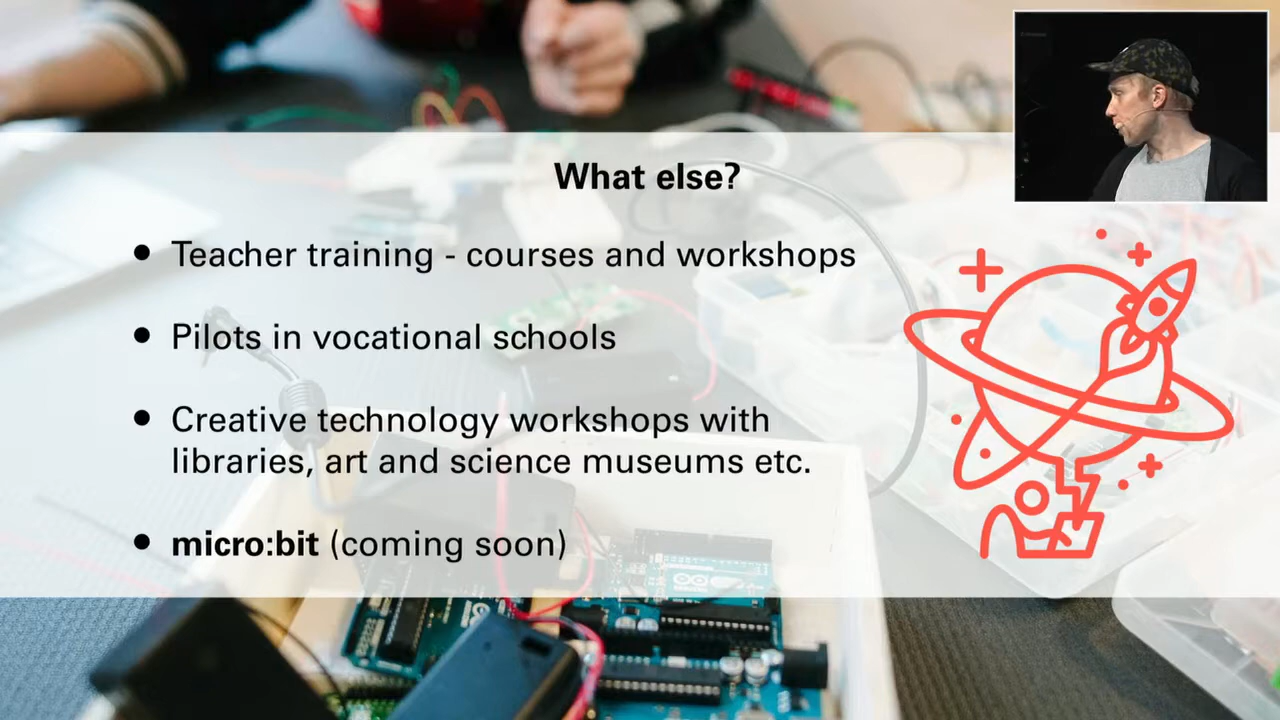 What else?
● Teacher training - courses and workshops
● Pilots in vocational schools
● Creative technology workshops with
libraries, art and science museums etc.
● micro:bit (coming soon)